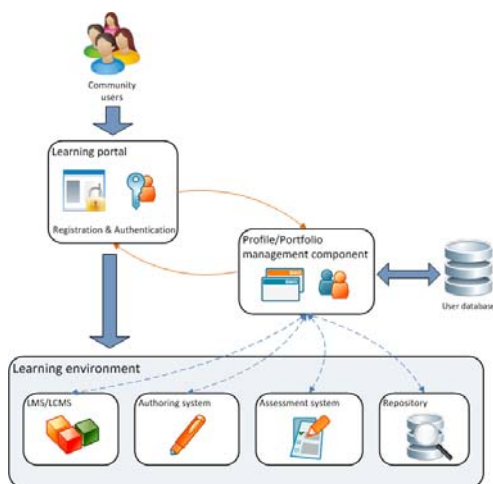 Community
users
Learning portal
Registration & Authentication
Profile/Portfolio
management component
User database
Learning environment
LMS/LCMS
Authoring system
Assessment system
Repository